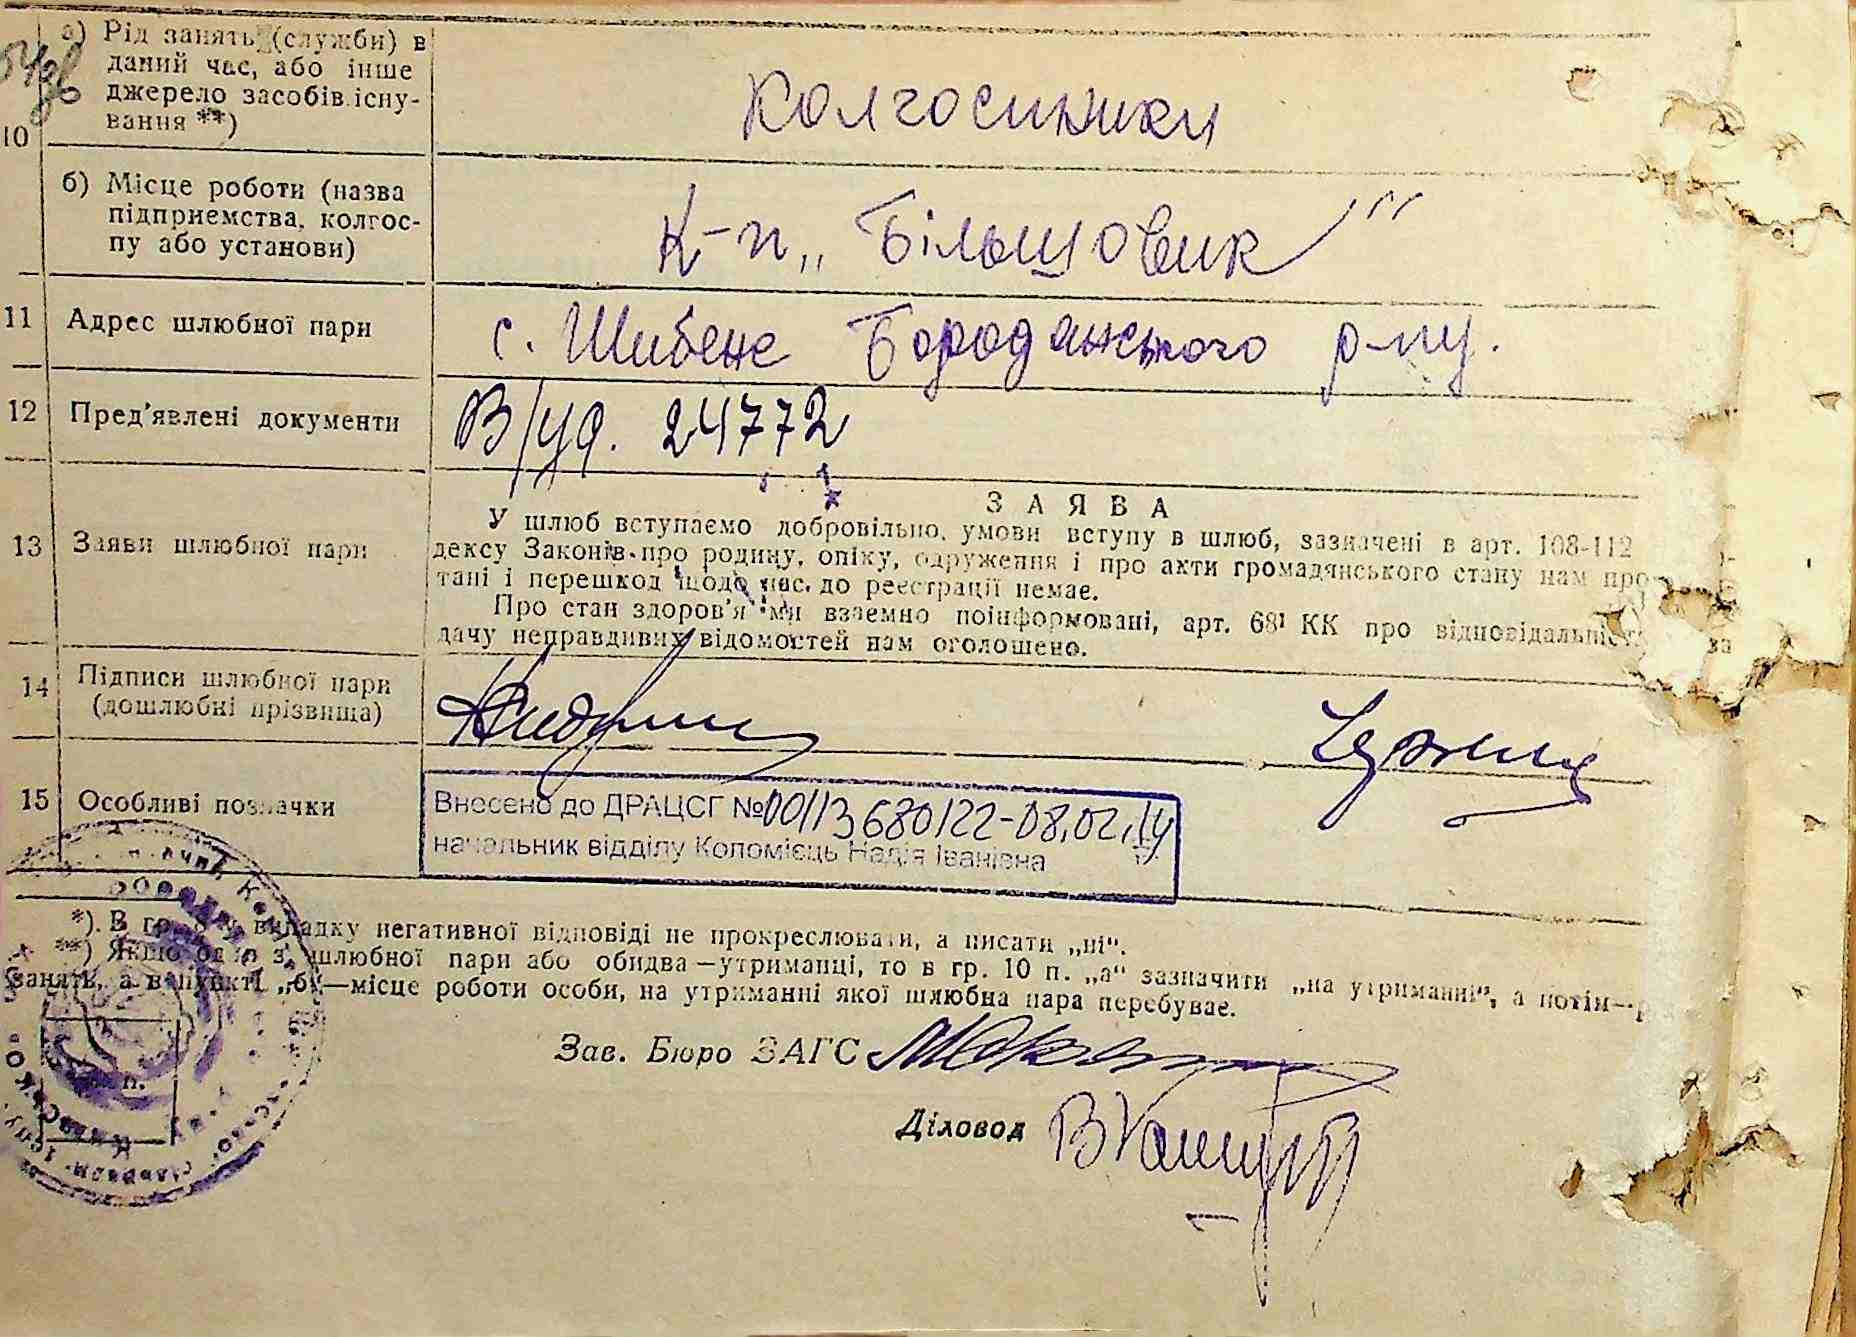 10 а) Рід занять (служби) в
даний час, або інше
джерело засобів існу-
вання **)
колгоспники
б) Місце роботи (назва
підприємства, колгос-
пу або установи)
к-п „Більшовик"
11 Адрес шлюбної пари
с. Шибене Бородянського р-ну.
12 Пред'явлені документи
В/уд. 24772
13 Заяви шлюбної пари
ЗАЯВА
У шлюб вступаємо добровільно, умови вступу в шлюб, зазначені в арт. 108-112
дексу Законів про родину, опіку, одруження і про акти громадянського стану нам про-
тані і перешкод щодо нас до реєстрації немає.
Про стан здоров'я ми взаємно поінформовані, арт. 68¹ КК про відповідальність за
дачу неправдивих відомостей нам оголошено.
14 Підписи шлюбної пари
(дошлюбні прізвища)
15 Особливі позначки
Внесено до ДРАЦСГ №00113680122-08,02,14
начальник відділу Коломієць Надія Іванівна
*) В гр. 8 у випадку негативної відповіді не прокреслювати, а писати „ні".
**) Якщо один з шлюбної пари або обидва—утриманці, то в гр. 10 п. „а" зазначити „на утриманні", а потім—р
занять, а в пункті „б"—місце роботи особи, на утриманні якої шлюбна пара перебуває.
Зав. Бюро ЗАГС
Діловод